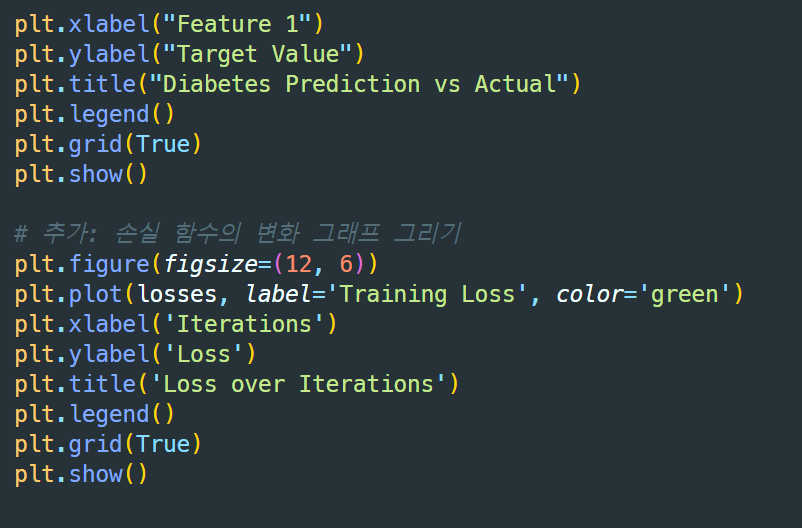 plt.xlabel("Feature 1")
plt.ylabel("Target Value")
plt.title("Diabetes Prediction vs Actual")
plt.legend()
plt.grid(True)
plt.show()

# 추가: 손실 함수의 변화 그래프 그리기
plt.figure(figsize=(12, 6))
plt.plot(losses, label='Training Loss', color='green')
plt.xlabel('Iterations')
plt.ylabel('Loss')
plt.title('Loss over Iterations')
plt.legend()
plt.grid(True)
plt.show()